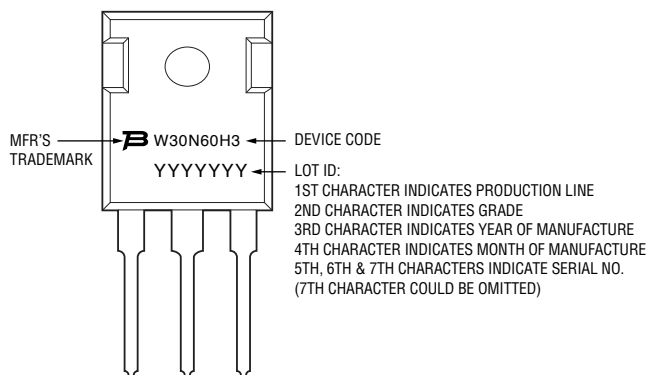 MFR'S
TRADEMARK
W30N60H3
DEVICE CODE
YYYYYYY
LOT ID:
1ST CHARACTER INDICATES PRODUCTION LINE
2ND CHARACTER INDICATES GRADE
3RD CHARACTER INDICATES YEAR OF MANUFACTURE
4TH CHARACTER INDICATES MONTH OF MANUFACTURE
5TH, 6TH & 7TH CHARACTERS INDICATE SERIAL NO.
(7TH CHARACTER COULD BE OMITTED)